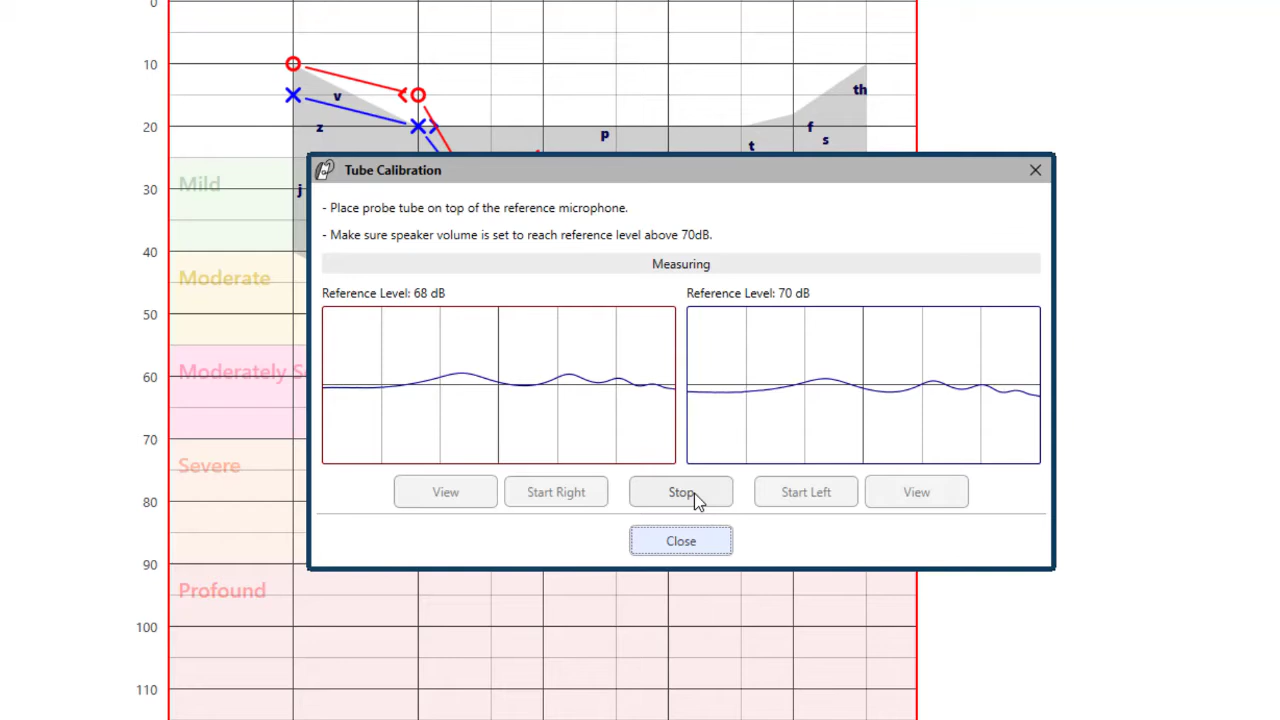 0
10
v
th
20
z
p
f
s
t
Tube Calibration
Mild
30
j
- Place probe tube on top of the reference microphone.
- Make sure speaker volume is set to reach reference level above 70dB.
40
Measuring
Moderate
Reference Level: 68 dB
Reference Level: 70 dB
50
Moderately S
60
70
Severe
80
View
Start Right
Stop
Start Left
View
Close
90
Profound
100
110